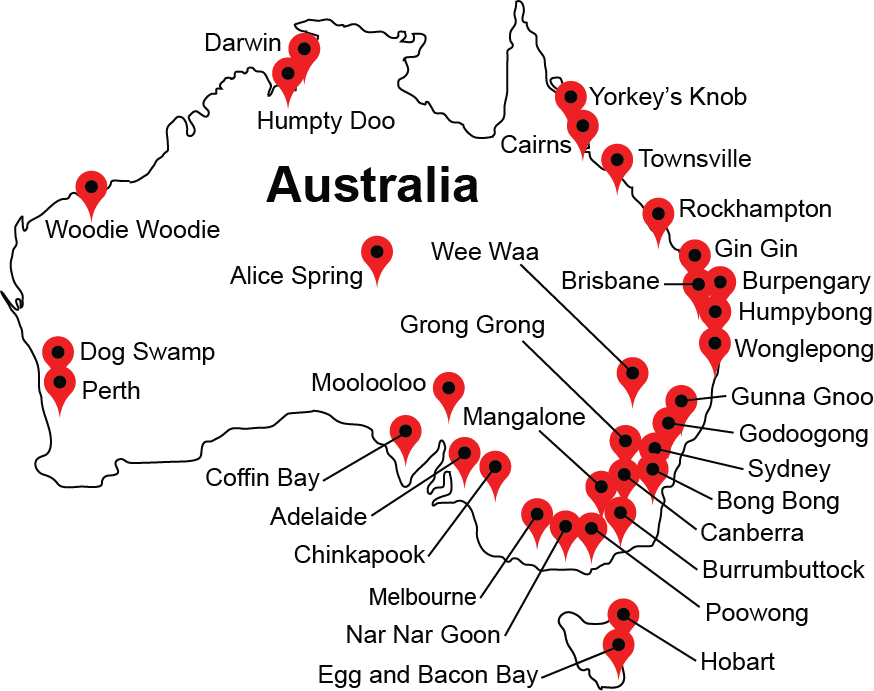 Darwin
Yorkey’s Knob
Humpty Doo
Cairns
Townsville
Australia
Rockhampton
Woodie Woodie
Wee Waa
Gin Gin
Alice Spring
Brisbane
Burpengary
Humpybong
Grong Grong
Dog Swamp
Wonglepong
Moolooloo
Perth
Gunna Gnoo
Mangalone
Godoogong
Sydney
Coffin Bay
Bong Bong
Adelaide
Canberra
Chinkapook
Burrumbuttock
Melbourne
Poowong
Nar Nar Goon
Hobart
Egg and Bacon Bay